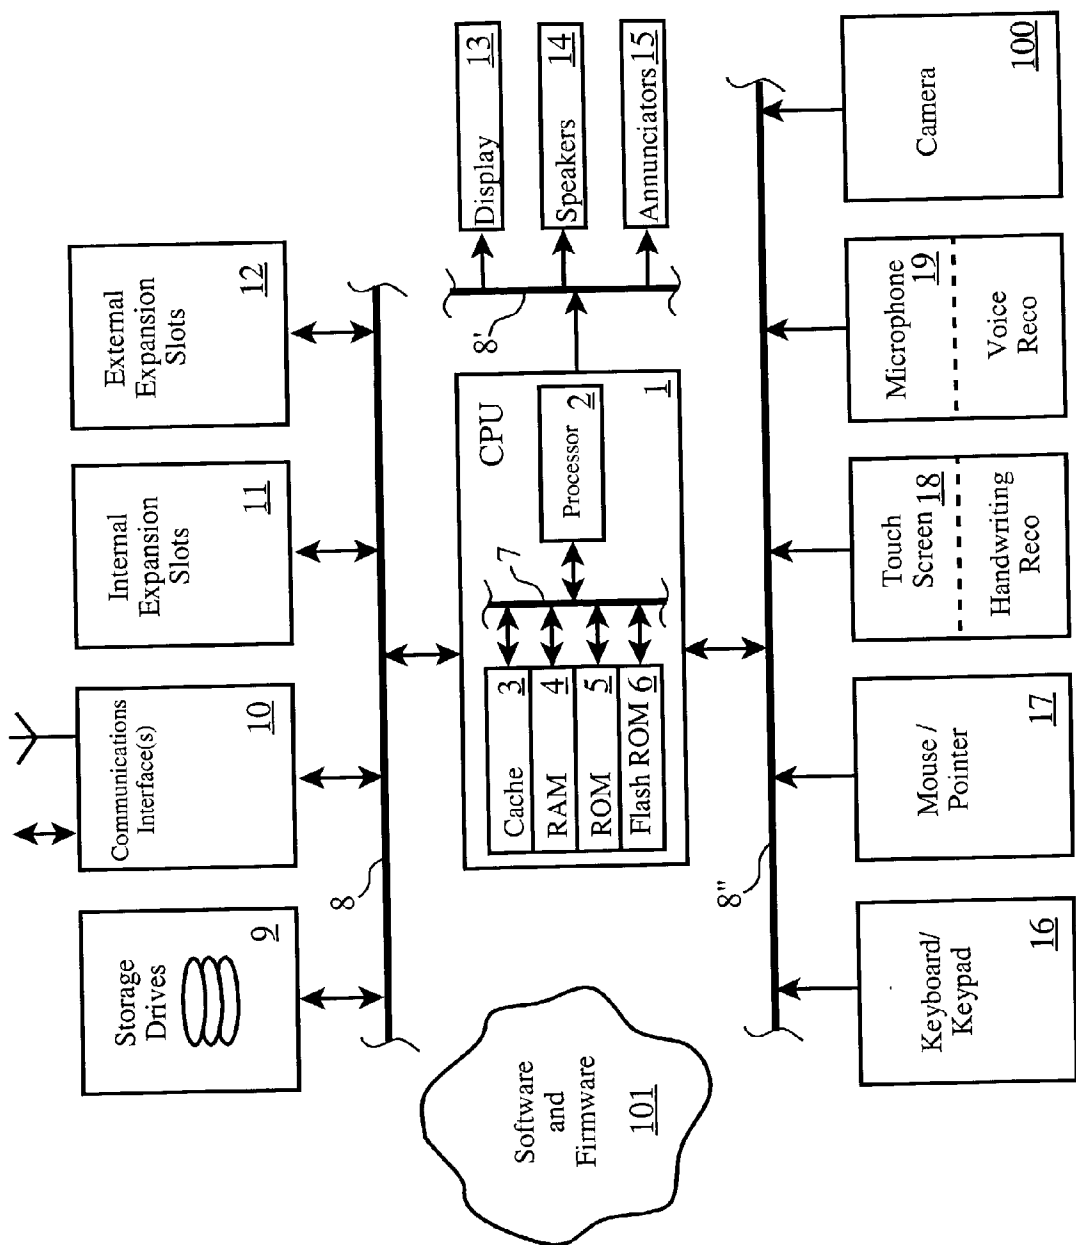 Storage
Drives
9
Communications
Interface(s)
10
Internal
Expansion
Slots
11
External
Expansion
Slots
12
8
CPU
1
Cache 3
RAM 4
ROM 5
Flash ROM 6
7
Processor
2
8'
Display 13
Speakers 14
Annunciators 15
Software
and
Firmware
101
8"
Keyboard/
Keypad
16
Mouse /
Pointer
17
Touch
Screen 18
Handwriting
Reco
Microphone
19
Voice
Reco
Camera
100